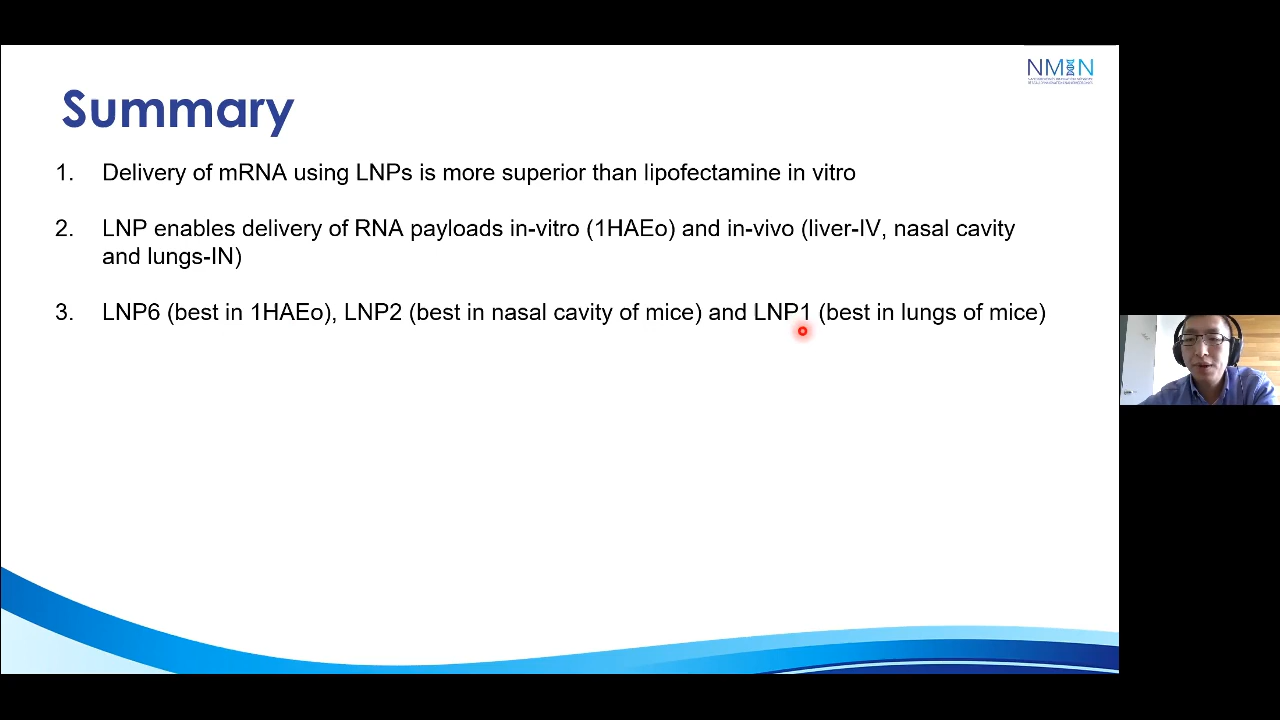 NMIN
Summary
1. Delivery of mRNA using LNPs is more superior than lipofectamine in vitro
2. LNP enables delivery of RNA payloads in-vitro (1HAEo) and in-vivo (liver-IV, nasal cavity
and lungs-IN)
3. LNP6 (best in 1HAEo), LNP2 (best in nasal cavity of mice) and LNP1 (best in lungs of mice)